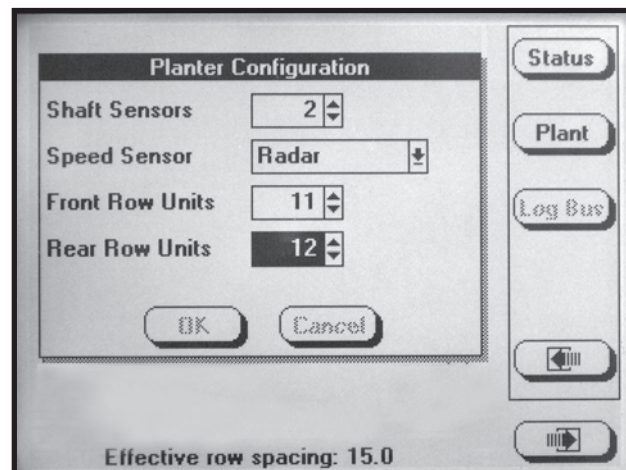 Planter Configuration
Shaft Sensors 2
Speed Sensor Radar
Front Row Units 11
Rear Row Units 12
OK Cancel
Effective row spacing: 15.0
Status
Plant
Log Bus